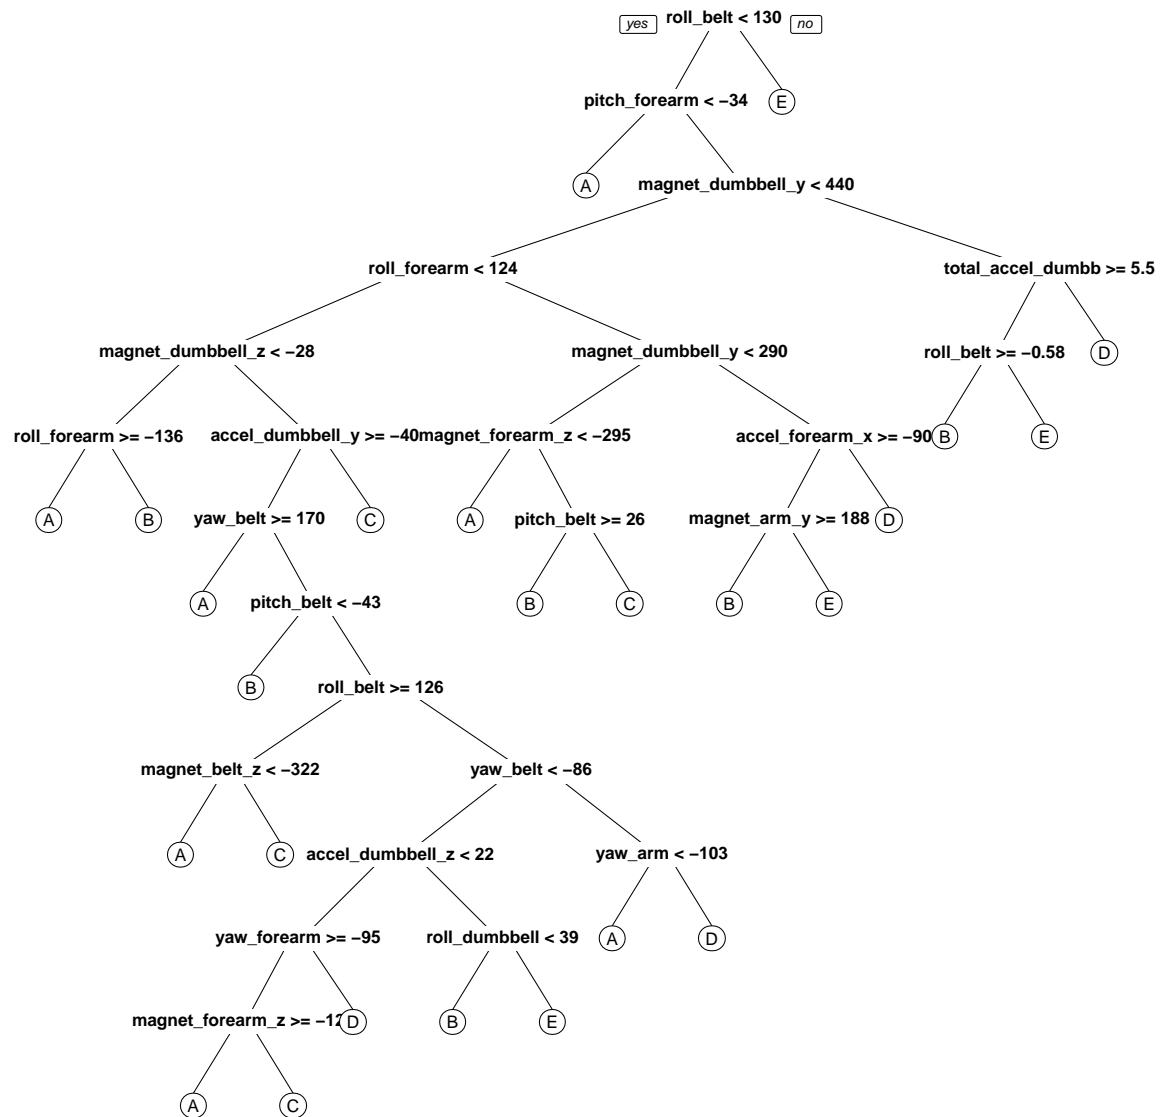 yes roll_belt < 130 no
pitch_forearm < −34 E
A magnet_dumbbell_y < 440
roll_forearm < 124 total_accel_dumbb >= 5.5
magnet_dumbbell_z < −28 magnet_dumbbell_y < 290 roll_belt >= −0.58 D
roll_forearm >= −136 accel_dumbbell_y >= −40 magnet_forearm_z < −295 accel_forearm_x >= −90 B E
A B yaw_belt >= 170 C A pitch_belt >= 26 magnet_arm_y >= 188 D
A pitch_belt < −43 B C B E
B roll_belt >= 126
magnet_belt_z < −322 yaw_belt < −86
A C accel_dumbbell_z < 22 yaw_arm < −103
yaw_forearm >= −95 roll_dumbbell < 39 A D
magnet_forearm_z >= D B E
A C